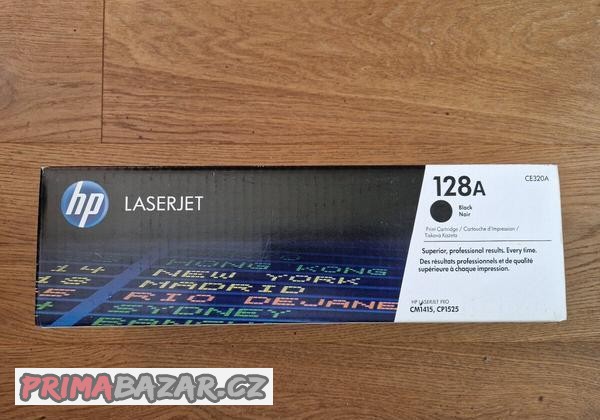 hp
LASERJET
128A
CE320A
Black
Noir
Print Cartridge / Cartouche d'Impression /
Tisková Kazeta
Superior, professional results. Every time.
Des résultats professionnels et de qualité
supérieure à chaque impression.
HP LASERJET PRO
CM1415, CP1525
HONG KONG
14 NEW YORK
15 MADRID
RIO DEJANE
SYDNEY
PRIMABAZAR.CZ